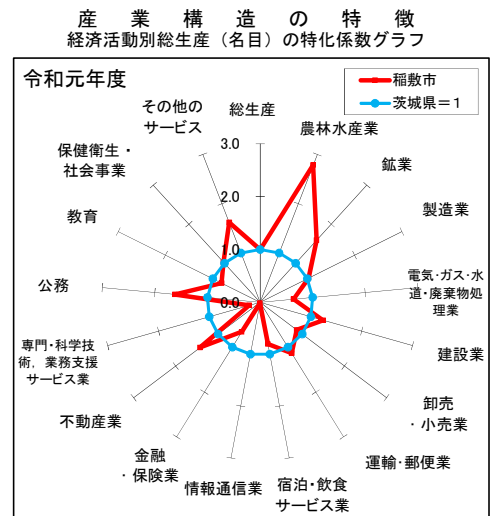 産業構造の特徴
経済活動別総生産（名目）の特化係数グラフ
令和元年度
稲敷市
茨城県＝１
総生産
農林水産業
鉱業
製造業
電気･ガス･水
道･廃棄物処
理業
建設業
卸売
・小売業
運輸･郵便業
宿泊･飲食
サービス業
情報通信業
金融
・保険業
不動産業
専門・科学技
術，業務支援
サービス業
公務
教育
保健衛生・
社会事業
その他の
サービス
3.0
2.0
1.0
0.0